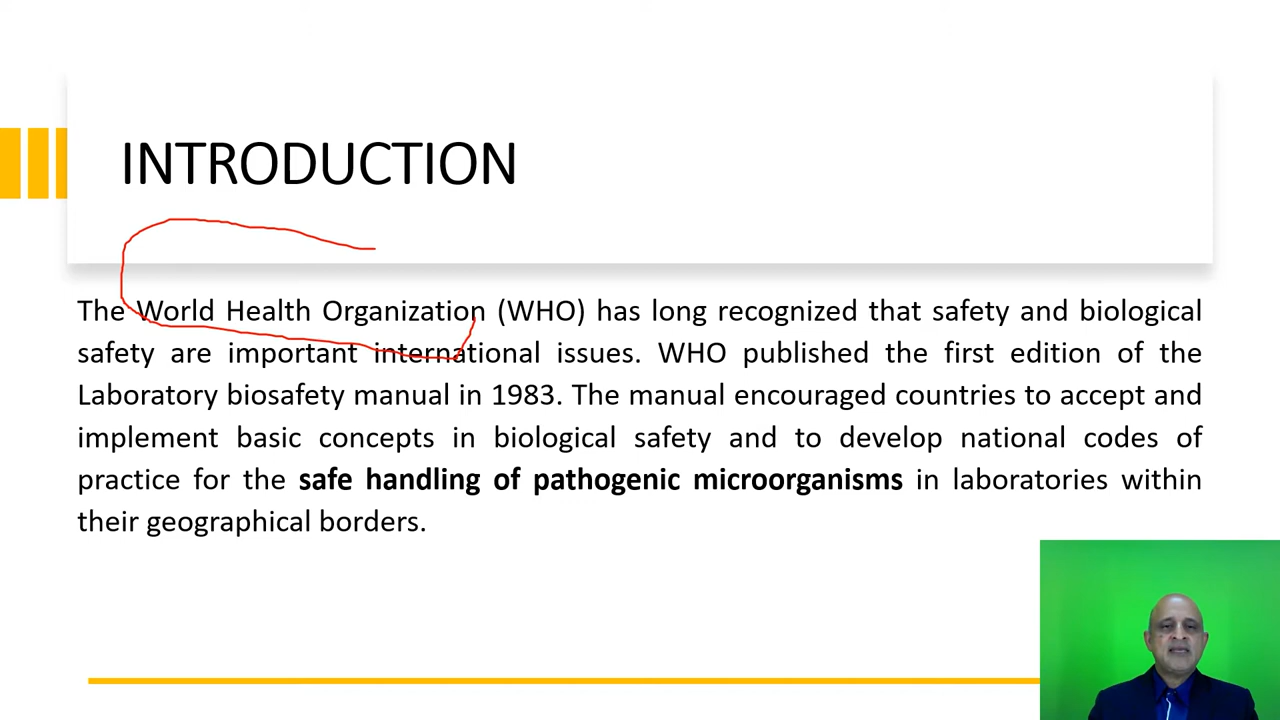 INTRODUCTION
The World Health Organization (WHO) has long recognized that safety and biological
safety are important international issues. WHO published the first edition of the
Laboratory biosafety manual in 1983. The manual encouraged countries to accept and
implement basic concepts in biological safety and to develop national codes of
practice for the safe handling of pathogenic microorganisms in laboratories within
their geographical borders.